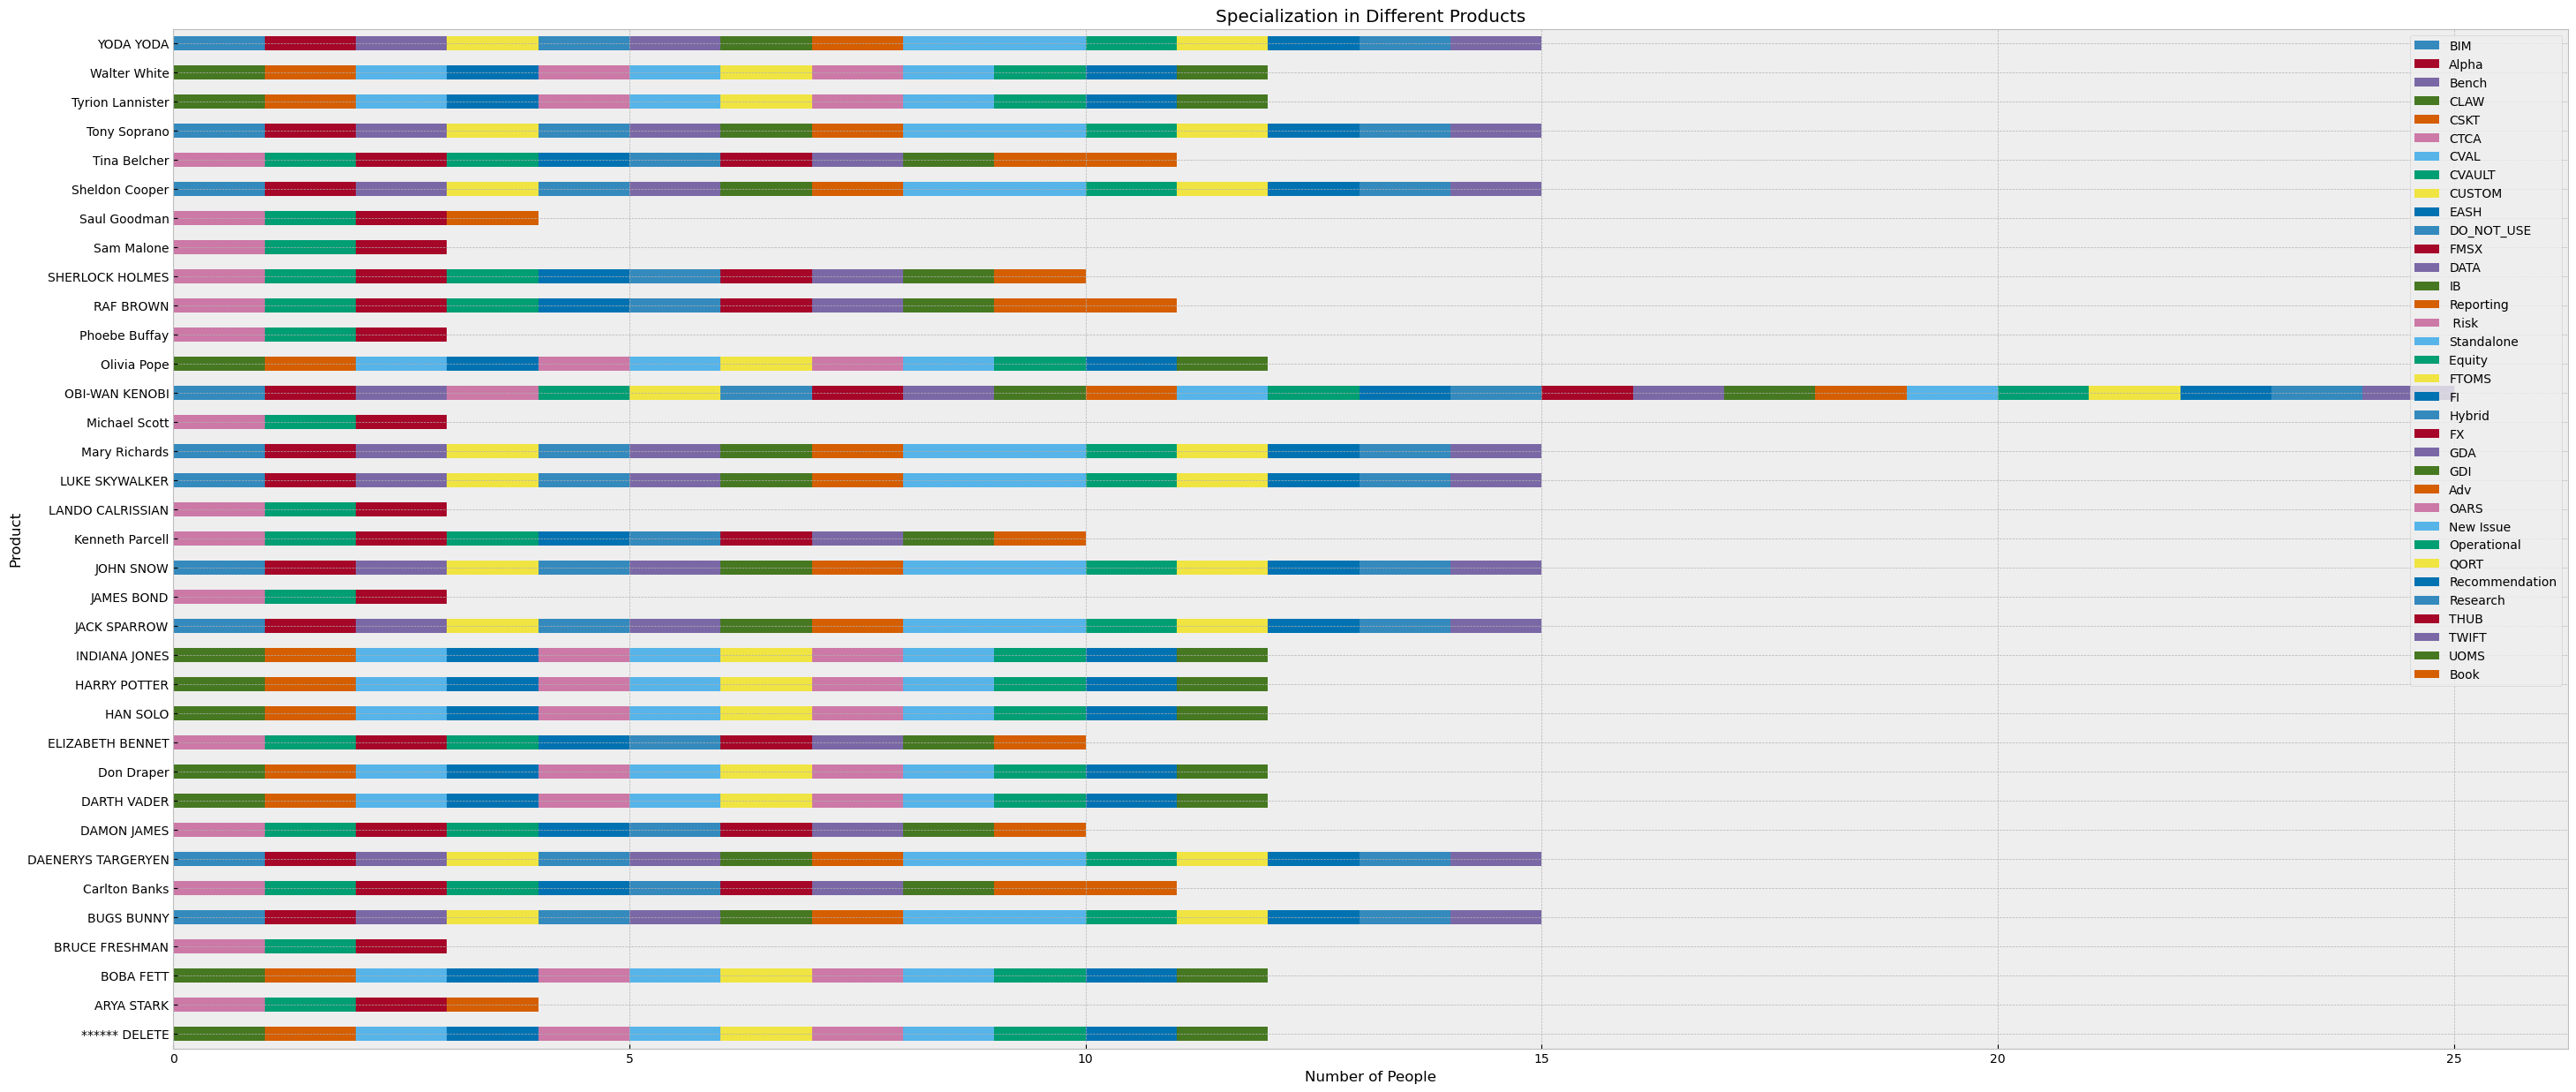 Specialization in Different Products
Product
YODA YODA
Walter White
Tyrion Lannister
Tony Soprano
Tina Belcher
Sheldon Cooper
Saul Goodman
Sam Malone
SHERLOCK HOLMES
RAF BROWN
Phoebe Buffay
Olivia Pope
OBI-WAN KENOBI
Michael Scott
Mary Richards
LUKE SKYWALKER
LANDO CALRISSIAN
Kenneth Parcell
JOHN SNOW
JAMES BOND
JACK SPARROW
INDIANA JONES
HARRY POTTER
HAN SOLO
ELIZABETH BENNET
Don Draper
DARTH VADER
DAMON JAMES
DAENERYS TARGERYEN
Carlton Banks
BUGS BUNNY
BRUCE FRESHMAN
BOBA FETT
ARYA STARK
****** DELETE
0 5 10 15 20 25
Number of People
BIM
Alpha
Bench
CLAW
CSKT
CTCA
CVAL
CVAULT
CUSTOM
EASH
DO_NOT_USE
FMSX
DATA
IB
Reporting
Risk
Standalone
Equity
FTOMS
FI
Hybrid
FX
GDA
GDI
Adv
OARS
New Issue
Operational
QORT
Recommendation
Research
THUB
TWIFT
UOMS
Book